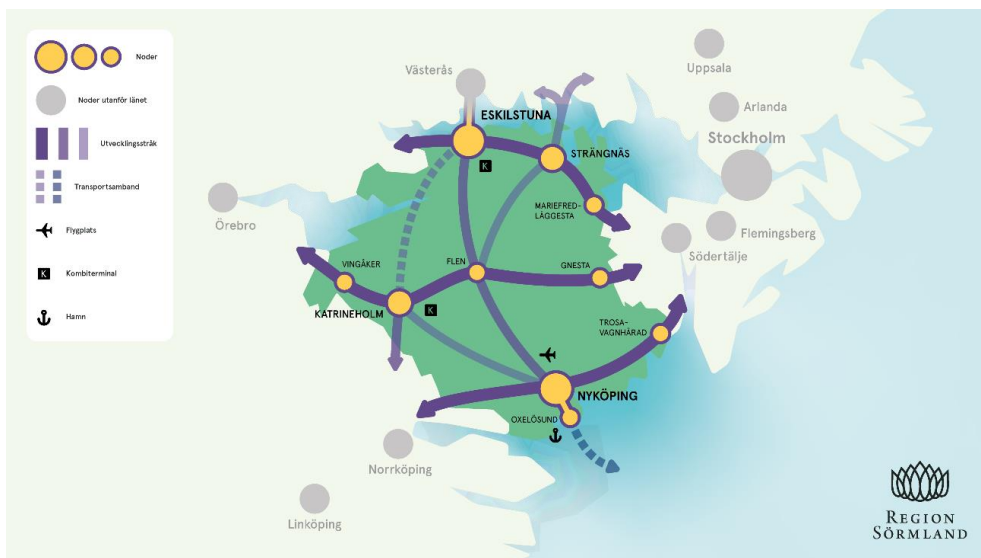 Noder
Noder utanför länet
Utvecklingsstråk
Transportsamband
Flygplats
K
Kombiterminal
Hamn
Västerås
Uppsala
ESKILSTUNA
Arlanda
Stockholm
STRÄNGNÄS
K
MARIEFRED-
LÄGGESTA
Örebro
Flemingsberg
Södertälje
VINGÅKER
FLEN
GNESTA
KATRINEHOLM
K
TROSA-
VAGNHÄRAD
NYKÖPING
OXELÖSUND
Norrköping
Linköping
REGION
SÖRMLAND